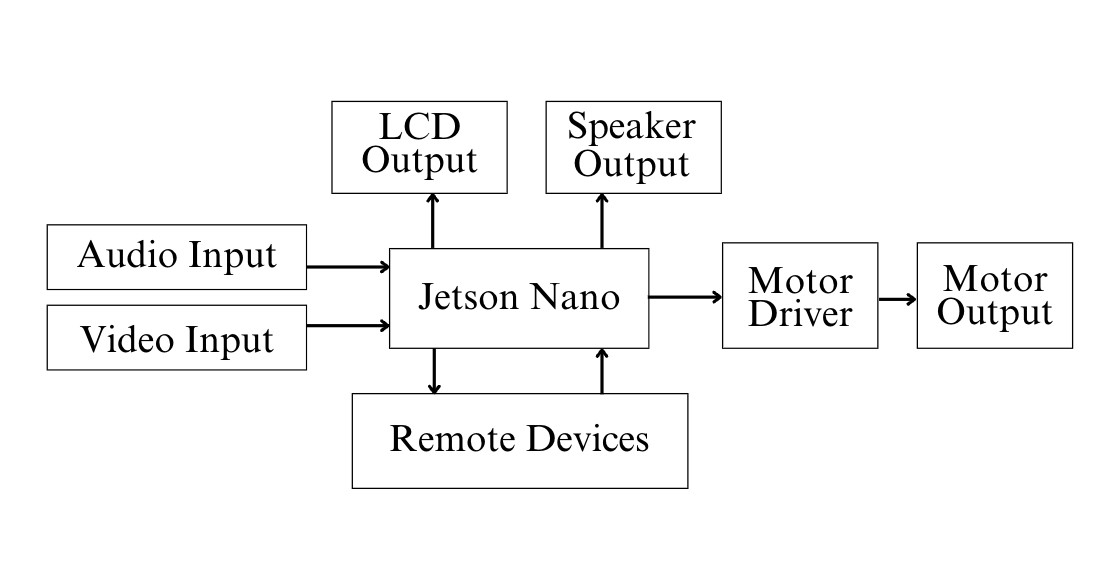 LCD
Output
Speaker
Output
Audio Input
Video Input
Jetson Nano
Motor
Driver
Motor
Output
Remote Devices